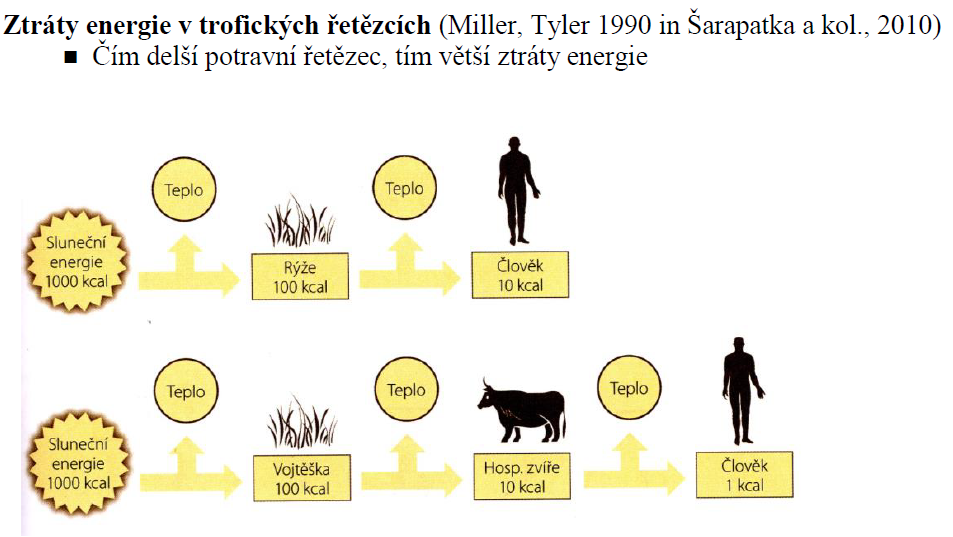 Ztráty energie v trofických řetězcích (Miller, Tyler 1990 in Šarapatka a kol., 2010)
■ Čím delší potravní řetězec, tím větší ztráty energie
Teplo
Teplo
Sluneční
energie
1000 kcal
Rýže
100 kcal
Člověk
10 kcal
Teplo
Teplo
Teplo
Sluneční
energie
1000 kcal
Vojtěška
100 kcal
Hosp. zvíře
10 kcal
Člověk
1 kcal